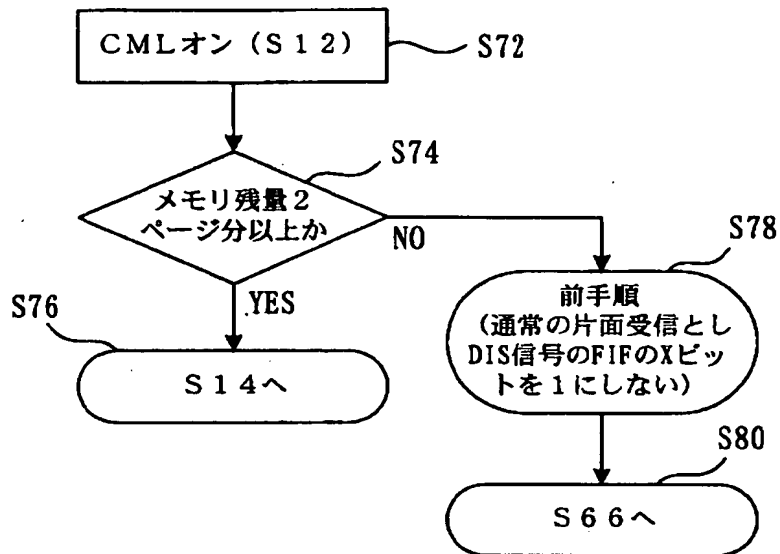 CMLオン(S12)
S72
S74
メモリ残量2
ページ分以上か
NO
S78
YES
S76
前手順
(通常の片面受信とし
DIS信号のFIFのXビッ
トを1にしない)
S14へ
S80
S66へ